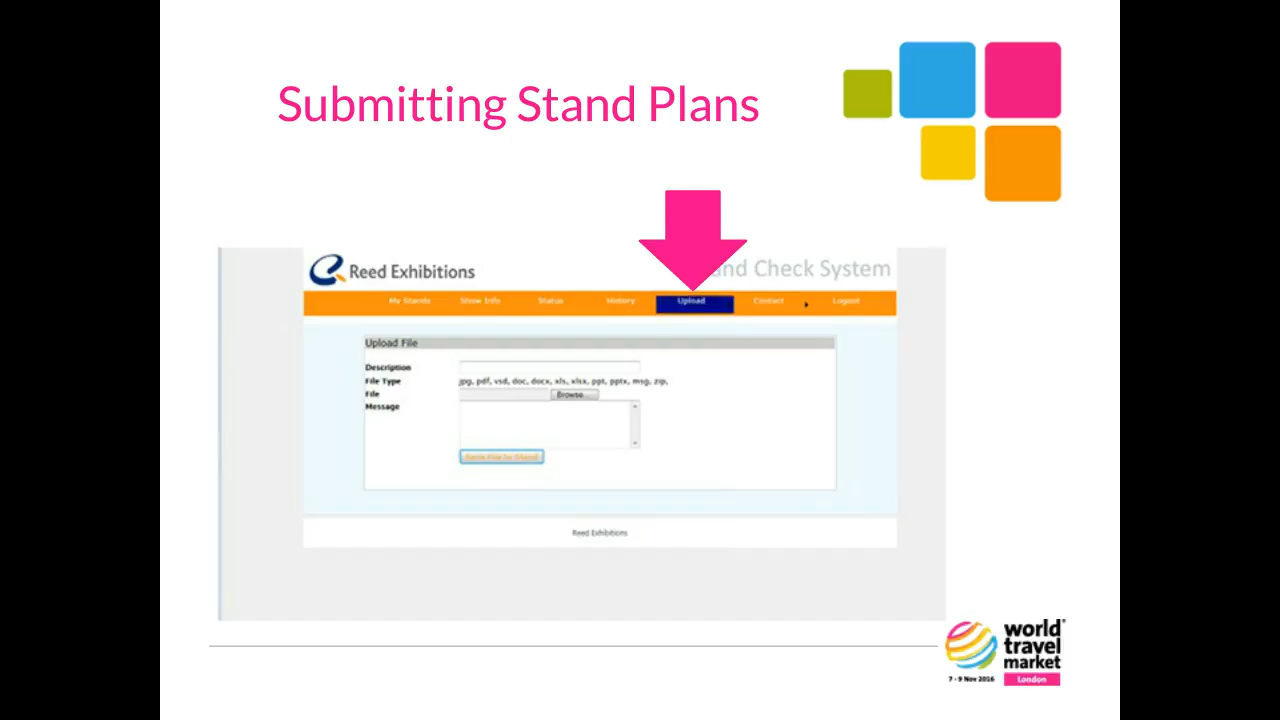 Submitting Stand Plans
Reed Exhibitions
nd Check System
My Stands Show Info Status History Upload Contact Logout
Upload File
Description
File Type jpg, pdf, vsd, doc, docx, xls, xlsx, ppt, pptx, msg, zip,
File Browse...
Message
Reed Exhibitions
world
travel
market
7 - 9 Nov 2016 London